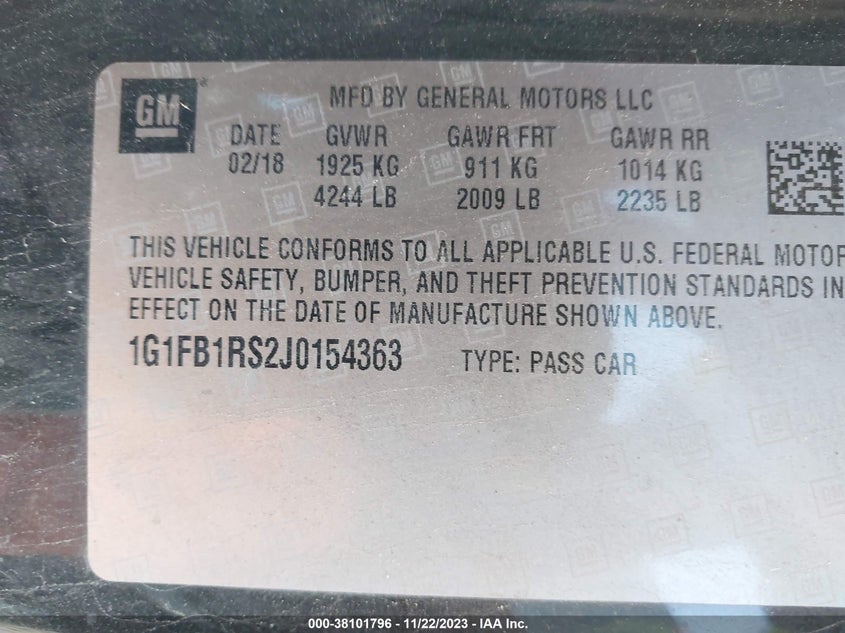 GM
MFD BY GENERAL MOTORS LLC
DATE GVWR GAWR FRT GAWR RR
02/18 1925 KG 911 KG 1014 KG
4244 LB 2009 LB 2235 LB
THIS VEHICLE CONFORMS TO ALL APPLICABLE U.S. FEDERAL MOTOR
VEHICLE SAFETY, BUMPER, AND THEFT PREVENTION STANDARDS IN
EFFECT ON THE DATE OF MANUFACTURE SHOWN ABOVE.
1G1FB1RS2J0154363 TYPE: PASS CAR
000-38101796 - 11/22/2023 - IAA Inc.